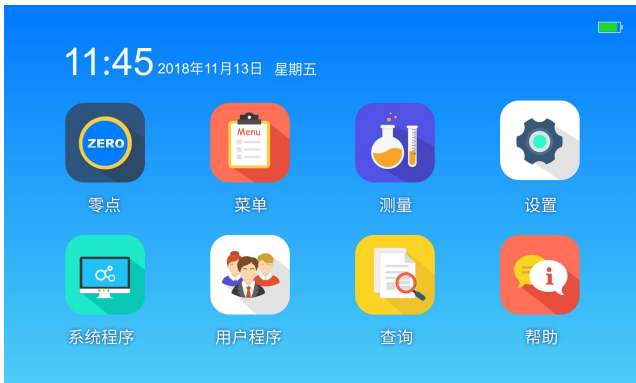 11:45 2018年11月13日 星期五
ZERO
Menu
零点 菜单 测量 设置
i
系统程序 用户程序 查询 帮助